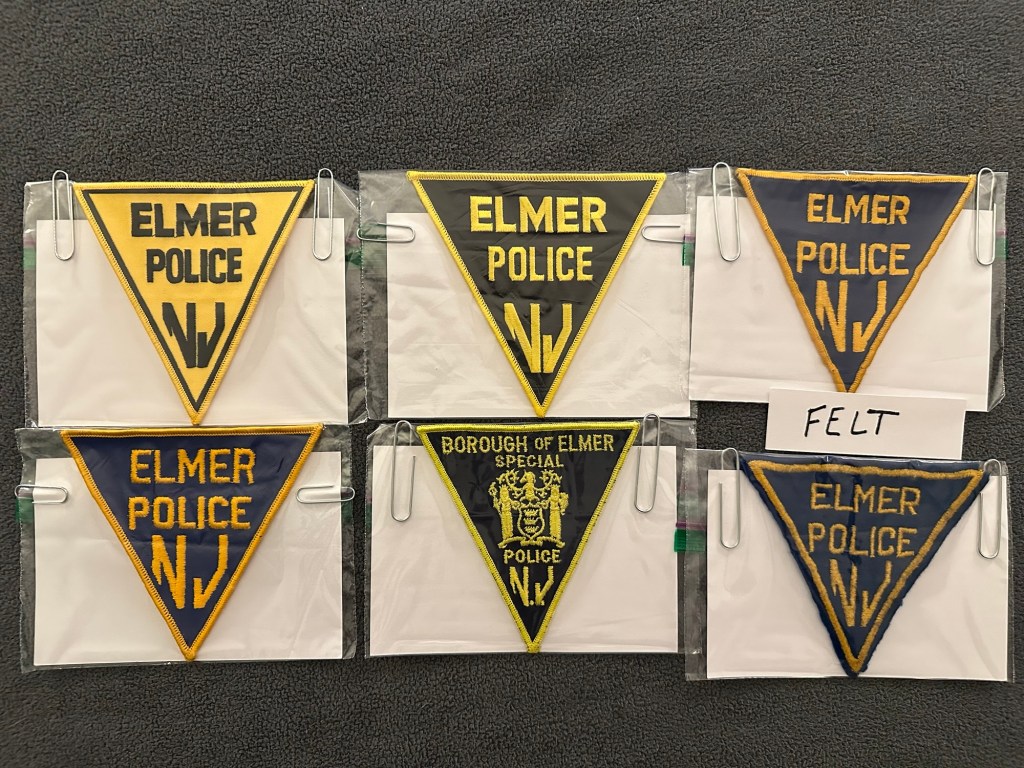 ELMER
POLICE
NJ
ELMER
POLICE
NJ
ELMER
POLICE
NJ
FELT
ELMER
POLICE
NJ
BOROUGH OF ELMER
SPECIAL
POLICE
N.J
ELMER
POLICE
NJ